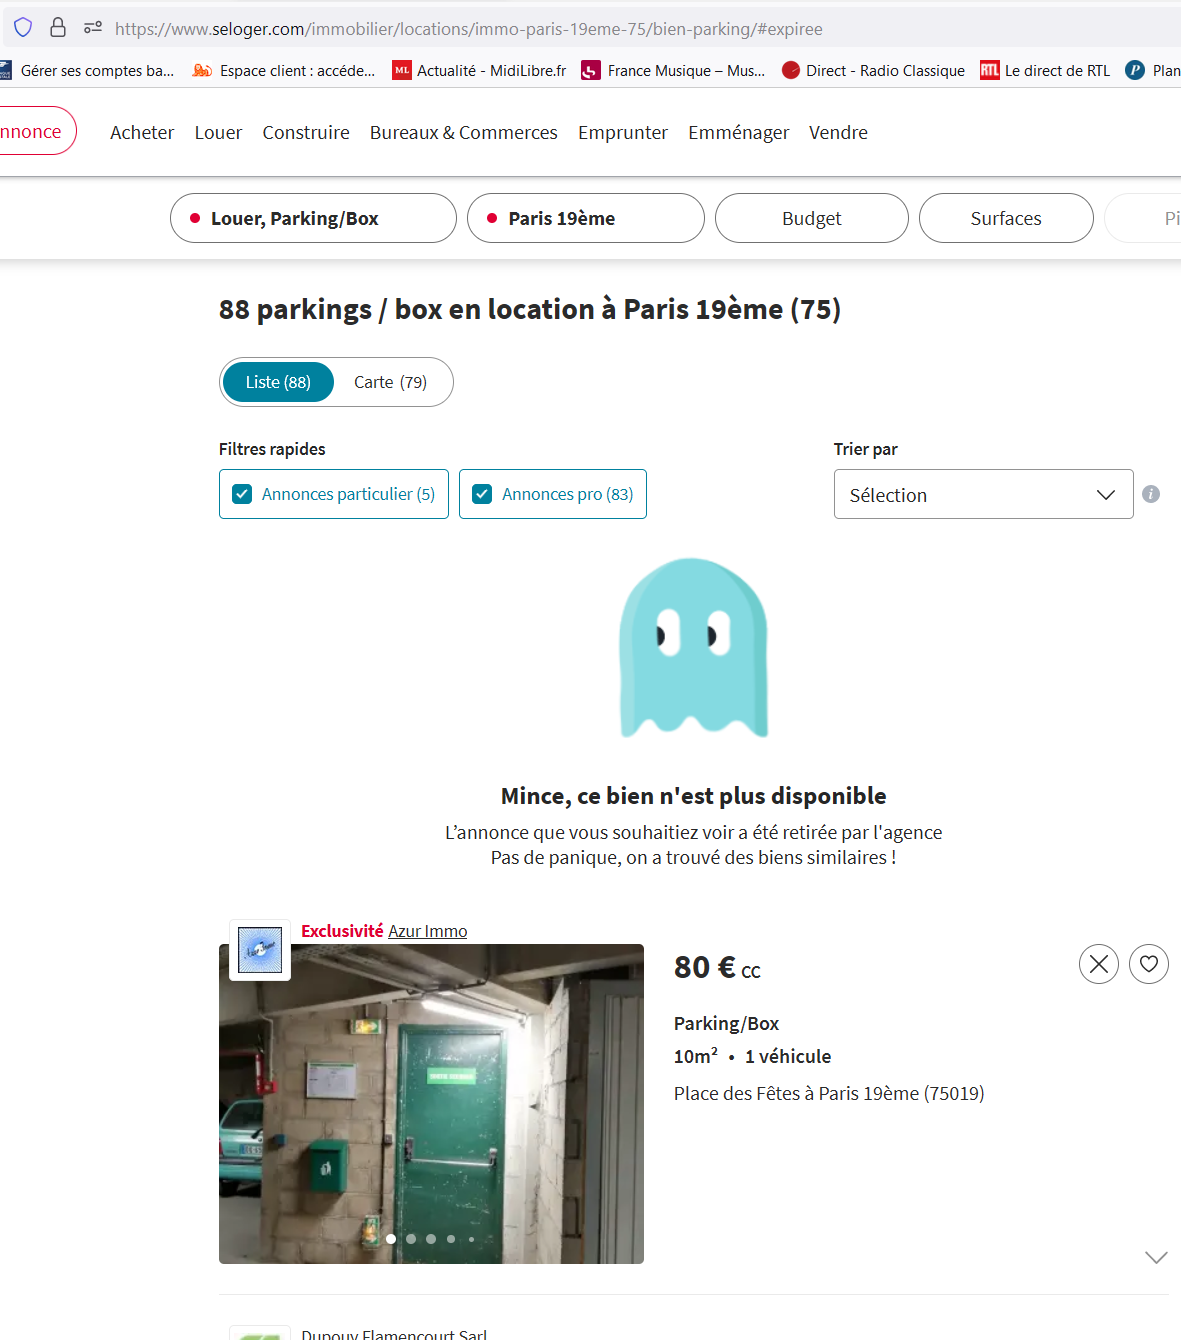 https://www.seloger.com/immobilier/locations/immo-paris-19eme-75/bien-parking/#expiree
Gérer ses comptes ba... Espace client : accéde... ML Actualité - MidiLibre.fr France Musique – Mus... Direct - Radio Classique RTL Le direct de RTL P Plan
nnonce Acheter Louer Construire Bureaux & Commerces Emprunter Emménager Vendre
Louer, Parking/Box Paris 19ème Budget Surfaces Pi
88 parkings / box en location à Paris 19ème (75)
Liste (88) Carte (79)
Filtres rapides Trier par
Annonces particulier (5) Annonces pro (83) Sélection i
Mince, ce bien n'est plus disponible
L’annonce que vous souhaitiez voir a été retirée par l'agence
Pas de panique, on a trouvé des biens similaires !
Exclusivité Azur Immo
80 € CC
Parking/Box
10m² • 1 véhicule
Place des Fêtes à Paris 19ème (75019)
Dupouy Flamencourt Sarl